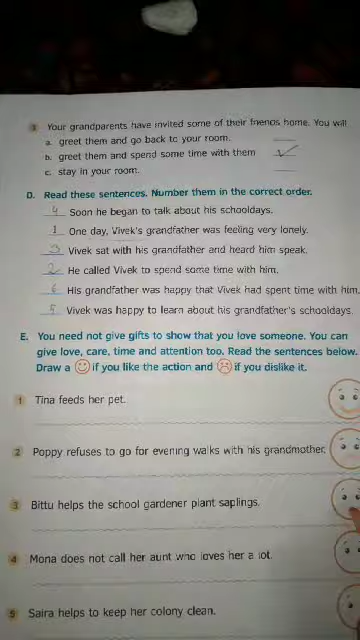 3 Your grandparents have invited some of their friends home. You will
a. greet them and go back to your room.
b. greet them and spend some time with them ✓
c. stay in your room.
D. Read these sentences. Number them in the correct order.
4 Soon he began to talk about his schooldays.
1 One day, Vivek's grandfather was feeling very lonely.
3 Vivek sat with his grandfather and heard him speak.
2 He called Vivek to spend some time with him.
6 His grandfather was happy that Vivek had spent time with him.
5 Vivek was happy to learn about his grandfather's schooldays.
E. You need not give gifts to show that you love someone. You can
give love, care, time and attention too. Read the sentences below.
Draw a ☺ if you like the action and ☹ if you dislike it.
1 Tina feeds her pet.
2 Poppy refuses to go for evening walks with his grandmother.
3 Bittu helps the school gardener plant saplings.
4 Mona does not call her aunt who loves her a lot.
5 Saira helps to keep her colony clean.